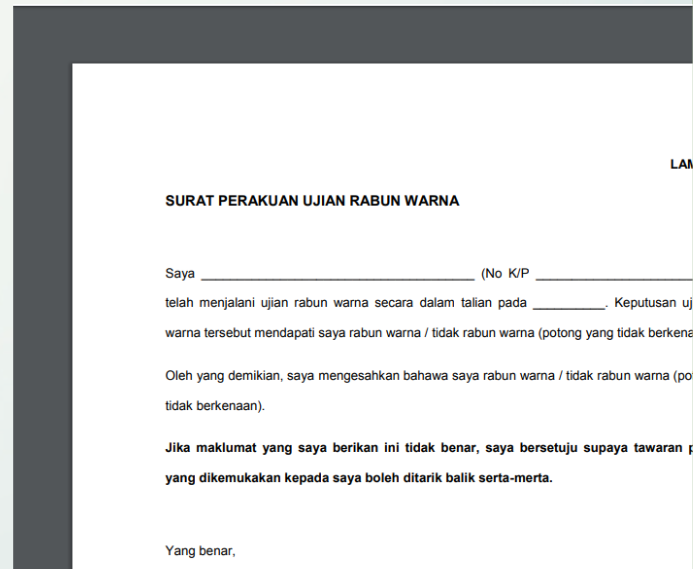 SURAT PERAKUAN UJIAN RABUN WARNA
Saya ______________________________________ (No K/P ______________________
telah menjalani ujian rabun warna secara dalam talian pada __________. Keputusan
warna tersebut mendapati saya rabun warna / tidak rabun warna (potong yang tidak
Oleh yang demikian, saya mengesahkan bahawa saya rabun warna / tidak rabun warna
tidak berkenaan).
Jika maklumat yang saya berikan ini tidak benar, saya bersetuju supaya tawaran
yang dikemukakan kepada saya boleh ditarik balik serta-merta.
Yang benar,